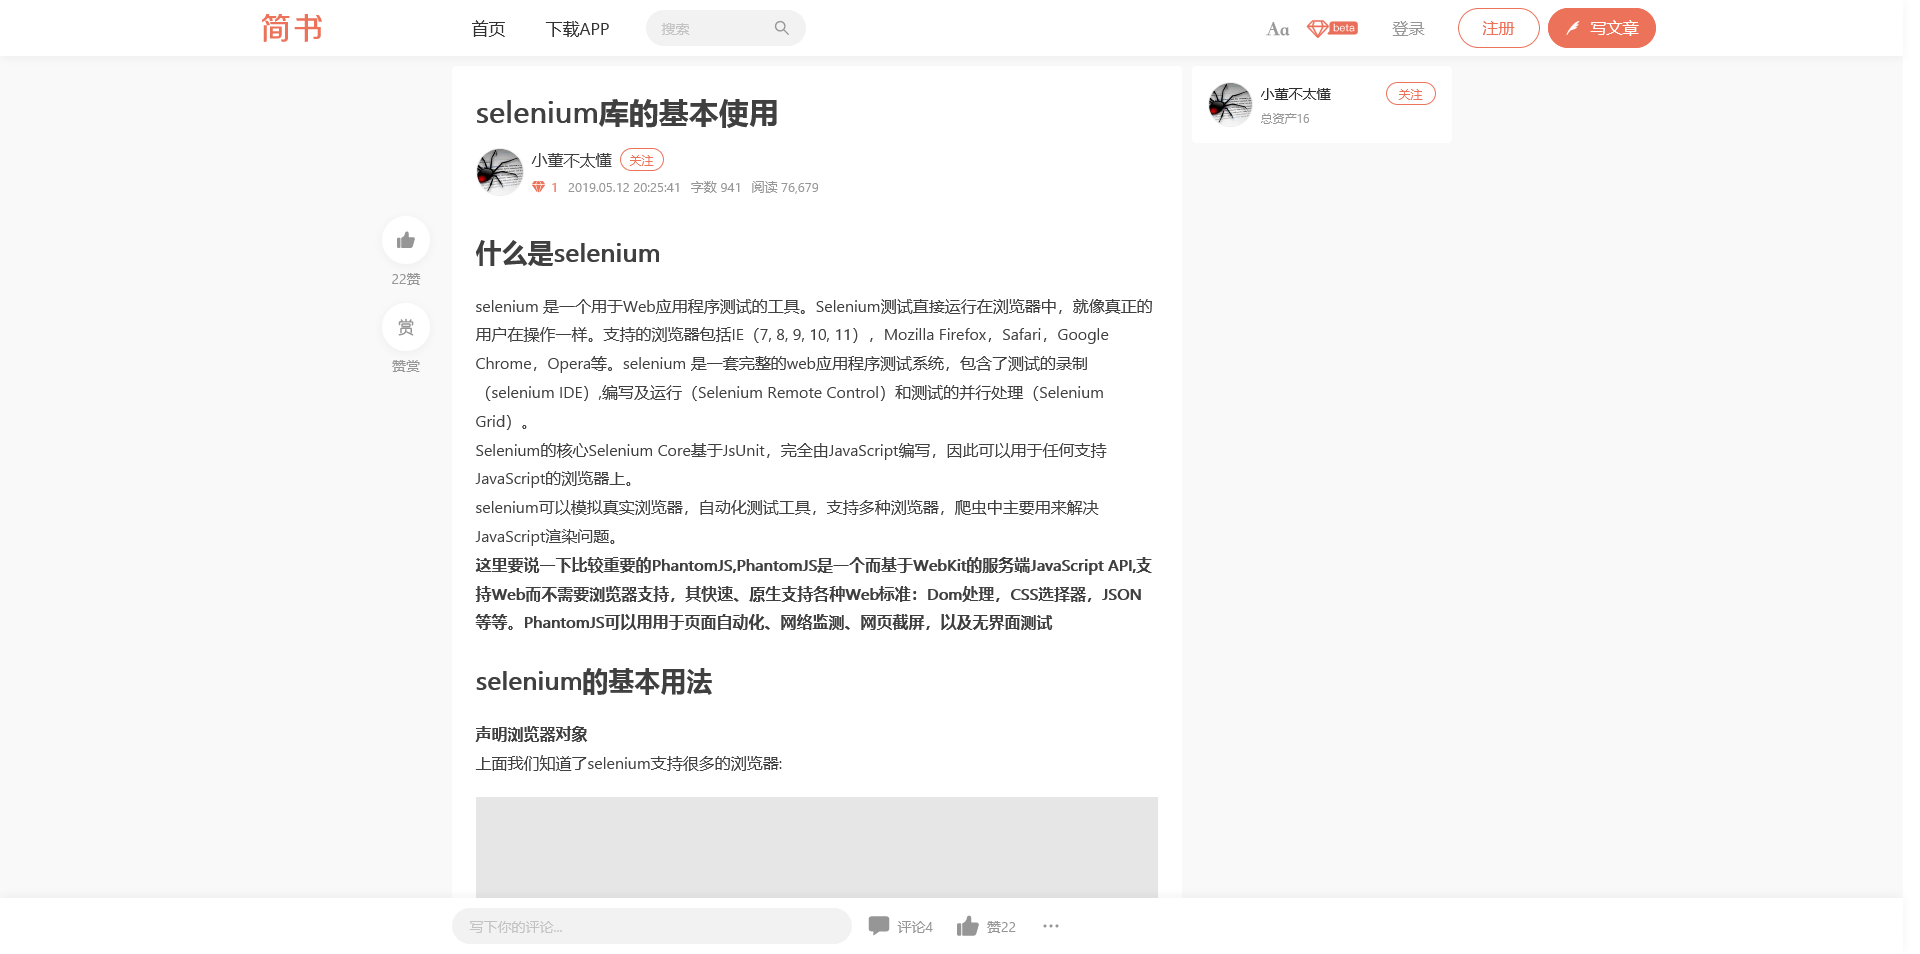 简书
首页 下载APP 搜索 Aa beta 登录 注册 写文章
selenium库的基本使用
小董不太懂 关注
1 2019.05.12 20:25:41 字数 941 阅读 76,679
小董不太懂 关注
总资产16
22赞
赏
赞赏
什么是selenium
selenium 是一个用于Web应用程序测试的工具。Selenium测试直接运行在浏览器中，就像真正的
用户在操作一样。支持的浏览器包括IE（7, 8, 9, 10, 11），Mozilla Firefox，Safari，Google
Chrome，Opera等。selenium 是一套完整的web应用程序测试系统，包含了测试的录制
（selenium IDE）,编写及运行（Selenium Remote Control）和测试的并行处理（Selenium
Grid）。
Selenium的核心Selenium Core基于JsUnit，完全由JavaScript编写，因此可以用于任何支持
JavaScript的浏览器上。
selenium可以模拟真实浏览器，自动化测试工具，支持多种浏览器，爬虫中主要用来解决
JavaScript渲染问题。
这里要说一下比较重要的PhantomJS,PhantomJS是一个而基于WebKit的服务端JavaScript API,支
持Web而不需要浏览器支持，其快速、原生支持各种Web标准：Dom处理，CSS选择器，JSON
等等。PhantomJS可以用用于页面自动化、网络监测、网页截屏，以及无界面测试
selenium的基本用法
声明浏览器对象
上面我们知道了selenium支持很多的浏览器:
写下你的评论... 评论4 赞22 ...